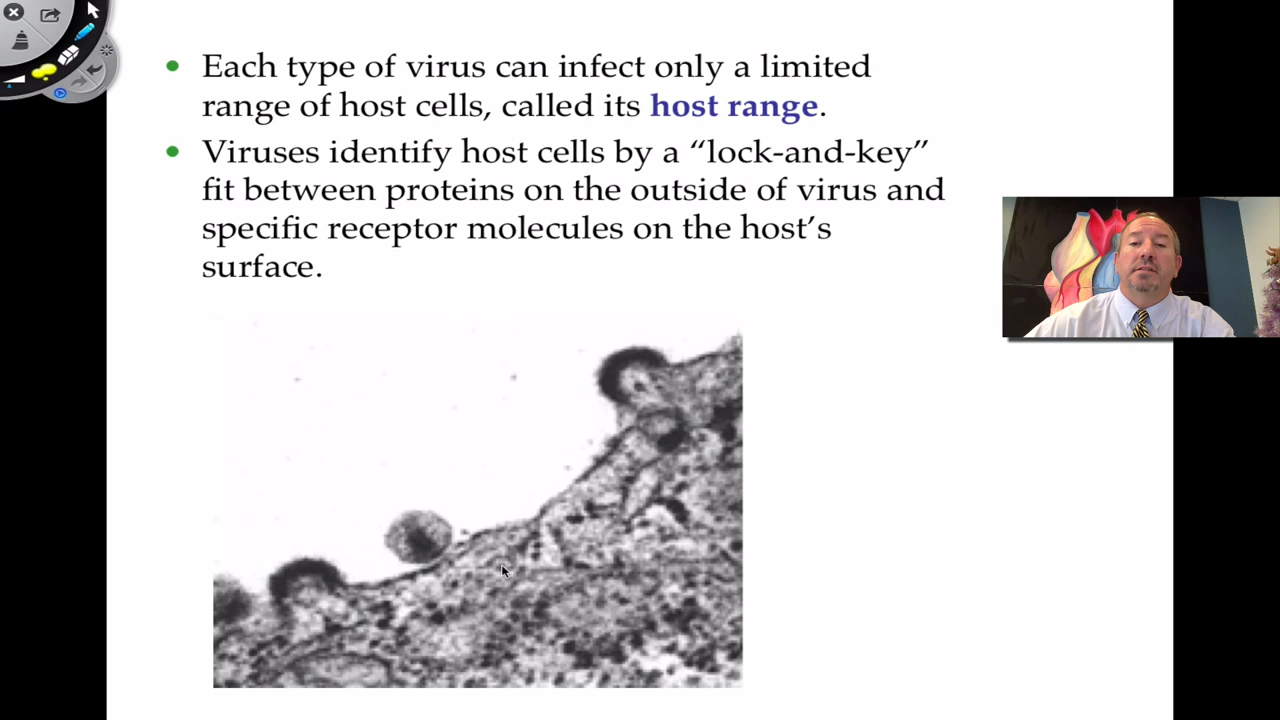 Each type of virus can infect only a limited
range of host cells, called its host range.
Viruses identify host cells by a “lock-and-key”
fit between proteins on the outside of virus and
specific receptor molecules on the host’s
surface.